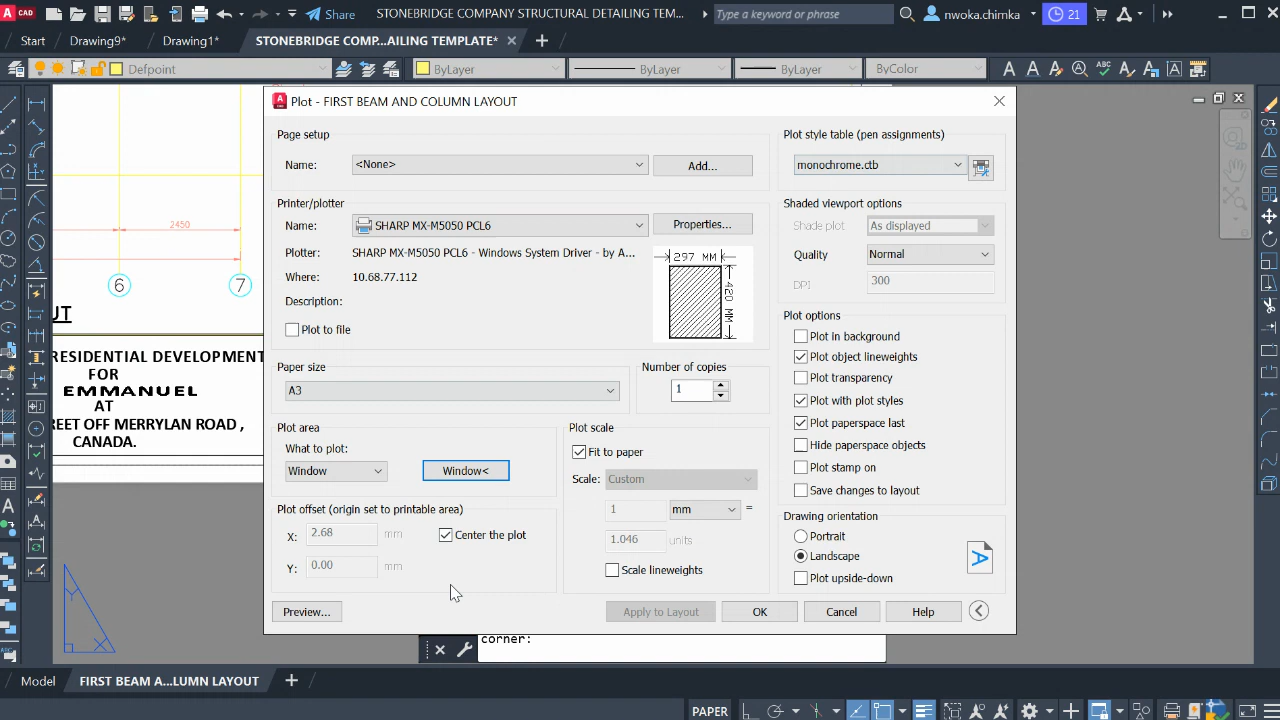 CAD
Share
STONEBRIDGE COMPANY STRUCTURAL DETAILING TEM...
Type a keyword or phrase
nwoka.chimka
21
Start
Drawing9*
Drawing1*
STONEBRIDGE COMP...AILING TEMPLATE*
Defpoint
ByLayer
ByLayer
ByLayer
ByColor
Plot - FIRST BEAM AND COLUMN LAYOUT
Page setup
Name:
<None>
Add...
Plot style table (pen assignments)
monochrome.ctb
Printer/plotter
Name:
SHARP MX-M5050 PCL6
Properties...
Plotter:
SHARP MX-M5050 PCL6 - Windows System Driver - by A...
Where:
10.68.77.112
Description:
Plot to file
297 MM
420 MM
Shaded viewport options
Shade plot
As displayed
Quality
Normal
DPI
300
Paper size
A3
Number of copies
1
Plot options
Plot in background
Plot object lineweights
Plot transparency
Plot with plot styles
Plot paperspace last
Hide paperspace objects
Plot stamp on
Save changes to layout
Plot area
What to plot:
Window
Window<
Plot scale
Fit to paper
Scale:
Custom
1
mm
=
1.046
units
Scale lineweights
Plot offset (origin set to printable area)
X:
2.68
mm
Center the plot
Y:
0.00
mm
Drawing orientation
Portrait
Landscape
Plot upside-down
A
Preview...
Apply to Layout
OK
Cancel
Help
2450
6
7
UT
RESIDENTIAL DEVELOPMENT
FOR
EMMANUEL
AT
REET OFF MERRYLAN ROAD ,
CANADA.
Y
X
corner:
Model
FIRST BEAM A...LUMN LAYOUT
PAPER